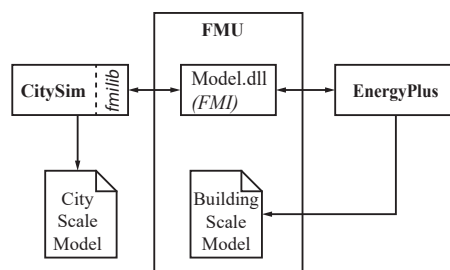 FMU
CitySim
fmilib
Model.dll
(FMI)
EnergyPlus
City
Scale
Model
Building
Scale
Model